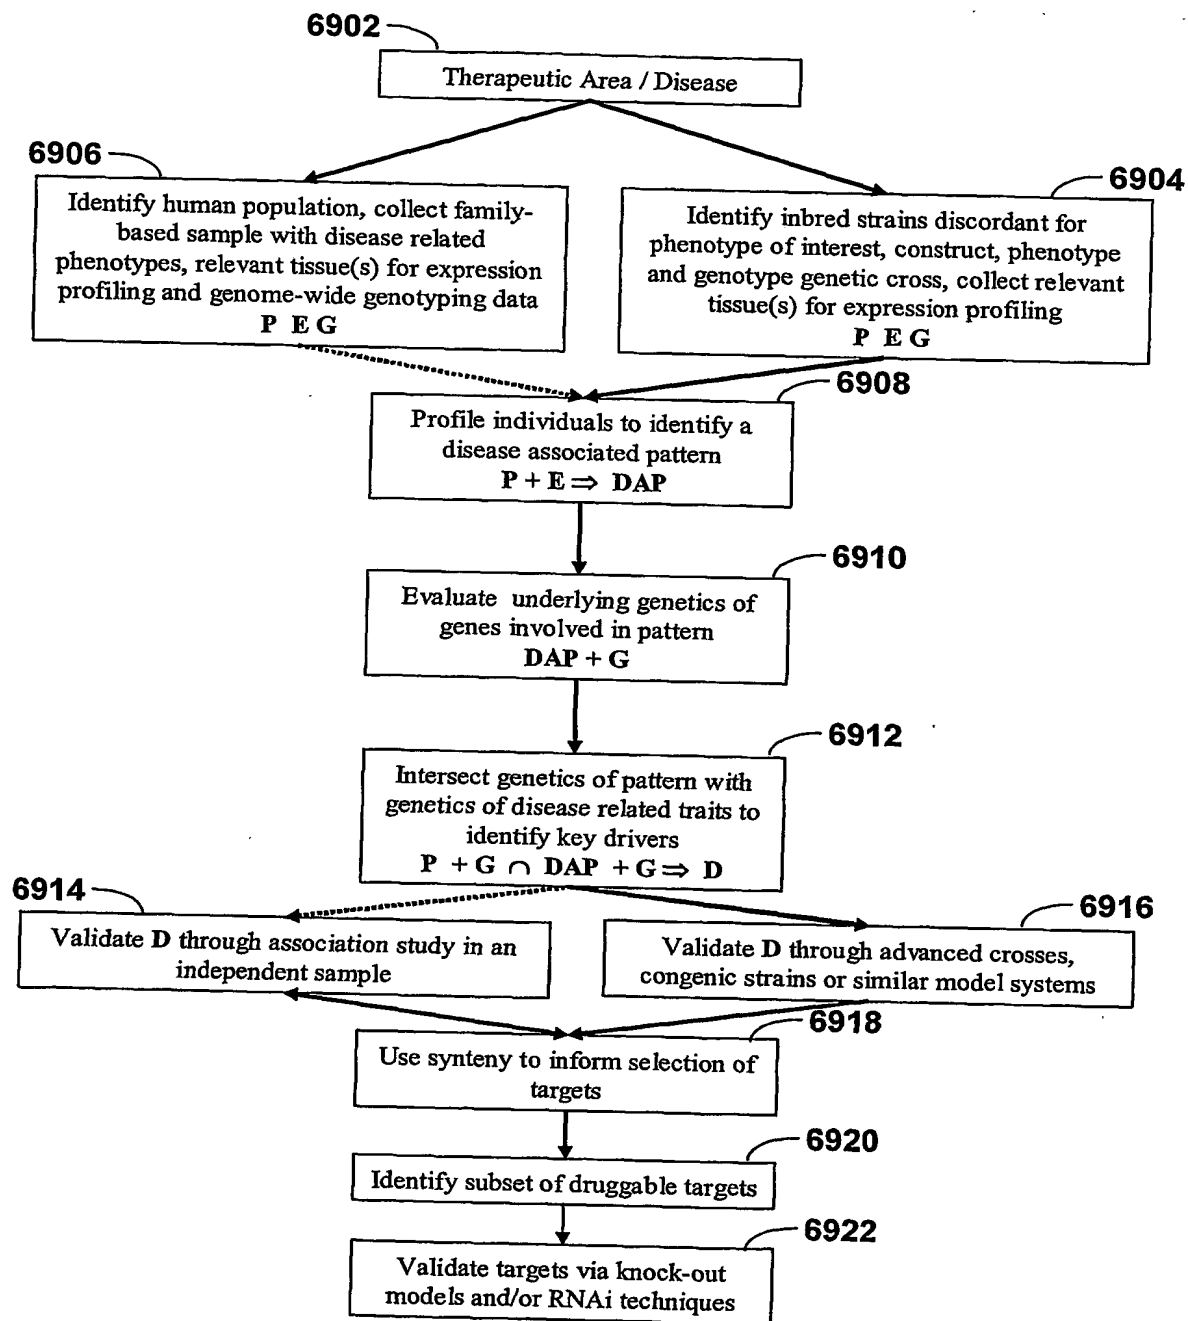 6902
Therapeutic Area / Disease
6906
Identify human population, collect family-
based sample with disease related
phenotypes, relevant tissue(s) for expression
profiling and genome-wide genotyping data
P E G
6904
Identify inbred strains discordant for
phenotype of interest, construct, phenotype
and genotype genetic cross, collect relevant
tissue(s) for expression profiling
P E G
6908
Profile individuals to identify a
disease associated pattern
P + E ⇒ DAP
6910
Evaluate underlying genetics of
genes involved in pattern
DAP + G
6912
Intersect genetics of pattern with
genetics of disease related traits to
identify key drivers
P + G ∩ DAP + G ⇒ D
6914
Validate D through association study in an
independent sample
6916
Validate D through advanced crosses,
congenic strains or similar model systems
6918
Use synteny to inform selection of
targets
6920
Identify subset of druggable targets
6922
Validate targets via knock-out
models and/or RNAi techniques